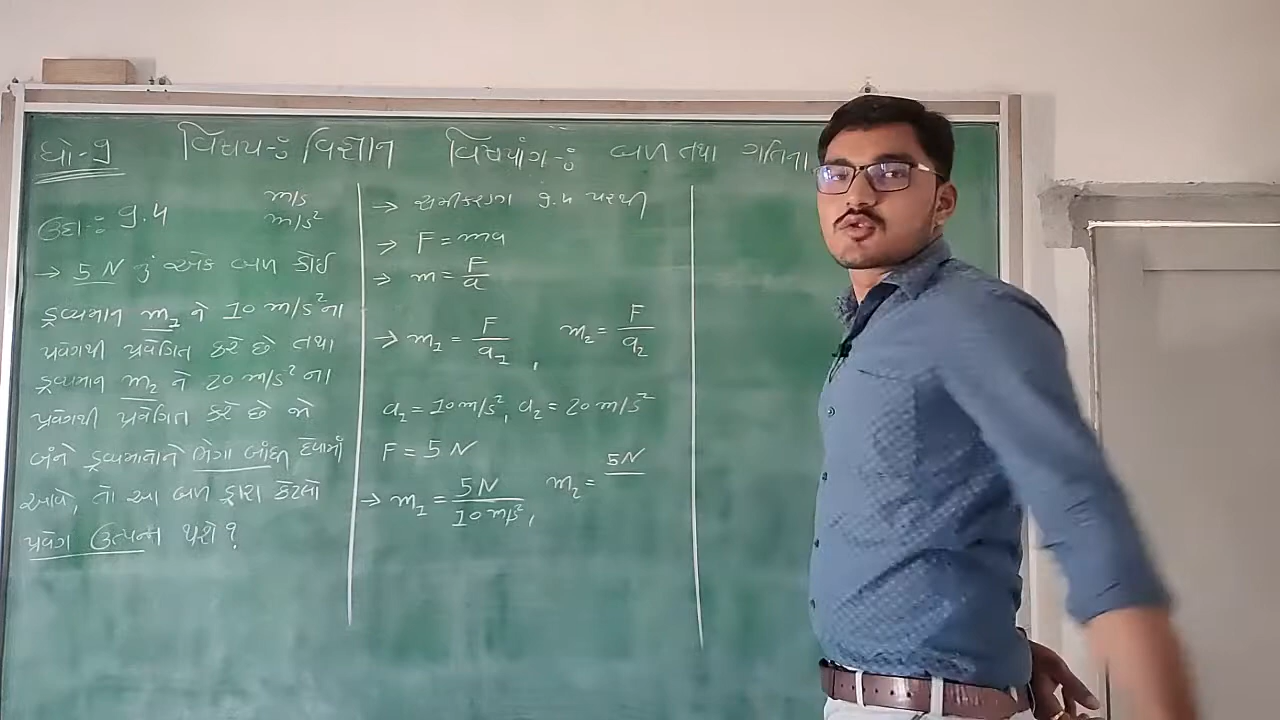 ધો-9 વિષય-: વિજ્ઞાન વિષયાંગ-: બળ તથા ગતિના
m/s
m/s²
ઉદા-: 9.4
→ 5 N નું એક બળ કોઈ
દ્રવ્યમાન m₁ ને 10 m/s² ના
પ્રવેગથી પ્રવેગિત કરે છે તથા
દ્રવ્યમાન m₂ ને 20 m/s² ના
પ્રવેગથી પ્રવેગિત કરે છે જો
બંને દ્રવ્યમાનોને ભેગા બાંધી દેવામાં
આવે, તો આ બળ દ્વારા કેટલો
પ્રવેગ ઉત્પન્ન થશે ?
→ સમીકરણ 9.4 પરથી
→ F = ma
→ m = F/a
→ m₁ = F/a₁ , m₂ = F/a₂
a₁ = 10 m/s², a₂ = 20 m/s²
F = 5 N
→ m₁ = 5N/10 m/s² , m₂ = 5N